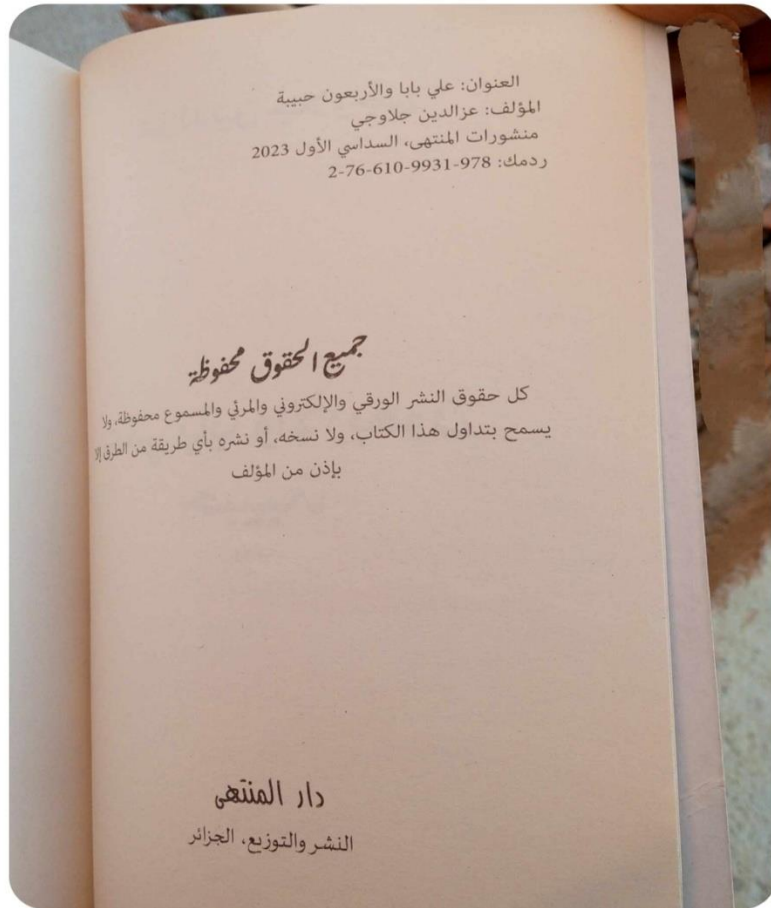 العنوان: علي بابا والأربعون حبيبة
المؤلف: عزالدين جلاوجي
منشورات المنتهى، السداسي الأول 2023
ردمك: 978-9931-610-76-2
جميع الحقوق محفوظة
كل حقوق النشر الورقي والإلكتروني والمرئي والمسموع محفوظة، ولا
يسمح بتداول هذا الكتاب، ولا نسخه، أو نشره بأي طريقة من الطرق إلا
بإذن من المؤلف
دار المنتهى
النشر والتوزيع، الجزائر